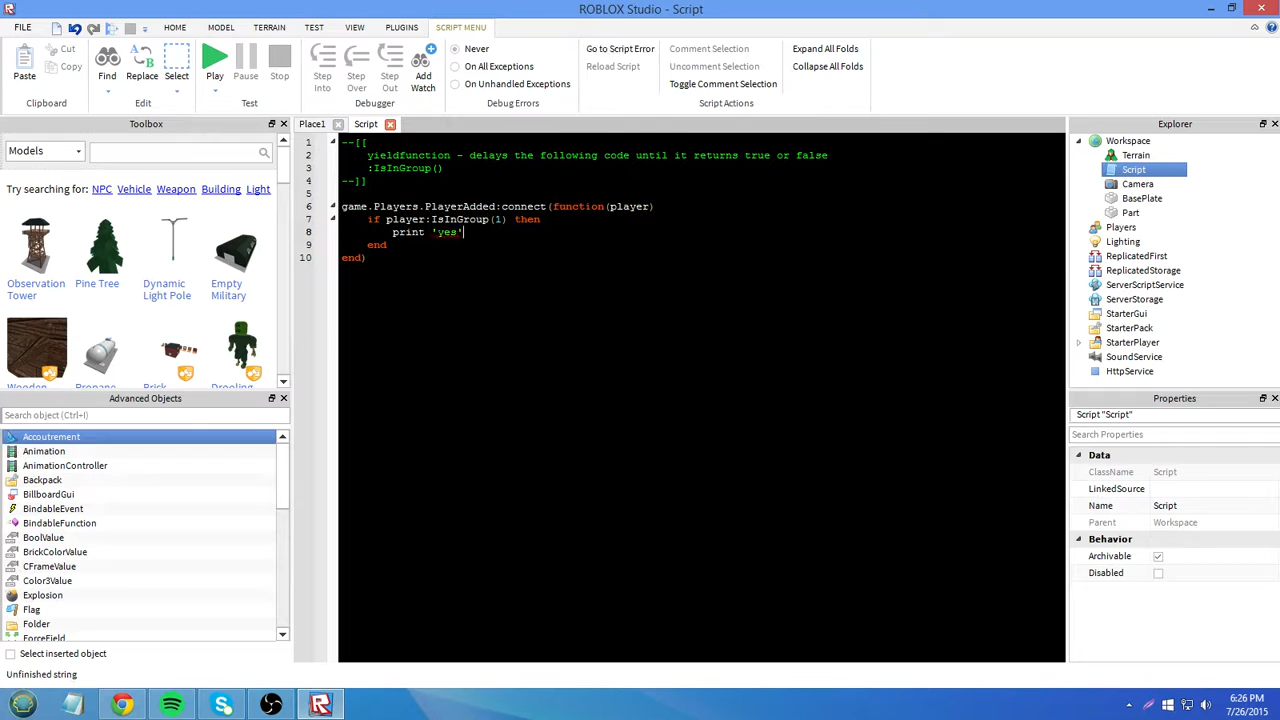 ROBLOX Studio - Script
FILE HOME MODEL TERRAIN TEST VIEW PLUGINS SCRIPT MENU
Paste
Cut
Copy
Clipboard
Find
Replace
Select
Edit
Play
Pause
Stop
Test
Step Into
Step Over
Step Out
Add Watch
Debugger
Never
On All Exceptions
On Unhandled Exceptions
Debug Errors
Go to Script Error
Reload Script
Comment Selection
Uncomment Selection
Toggle Comment Selection
Script Actions
Expand All Folds
Collapse All Folds
Toolbox
Models
Try searching for: NPC Vehicle Weapon Building Light
Observation Tower
Pine Tree
Dynamic Light Pole
Empty Military
Wooden
Propane
Brick
Drooling
Advanced Objects
Search object (Ctrl+I)
Accoutrement
Animation
AnimationController
Backpack
BillboardGui
BindableEvent
BindableFunction
BoolValue
BrickColorValue
CFrameValue
Color3Value
Explosion
Flag
Folder
ForceField
Select inserted object
Unfinished string
Place1
Script
1 --[[
2 yieldfunction - delays the following code until it returns true or false
3 :IsInGroup()
4 --]]
5
6 game.Players.PlayerAdded:connect(function(player)
7 if player:IsInGroup(1) then
8 print 'yes'
9 end
10 end)
Explorer
Workspace
Terrain
Script
Camera
BasePlate
Part
Players
Lighting
ReplicatedFirst
ReplicatedStorage
ServerScriptService
ServerStorage
StarterGui
StarterPack
StarterPlayer
SoundService
HttpService
Properties
Script "Script"
Search Properties
Data
ClassName Script
LinkedSource
Name Script
Parent Workspace
Behavior
Archivable
Disabled
6:26 PM
7/26/2015